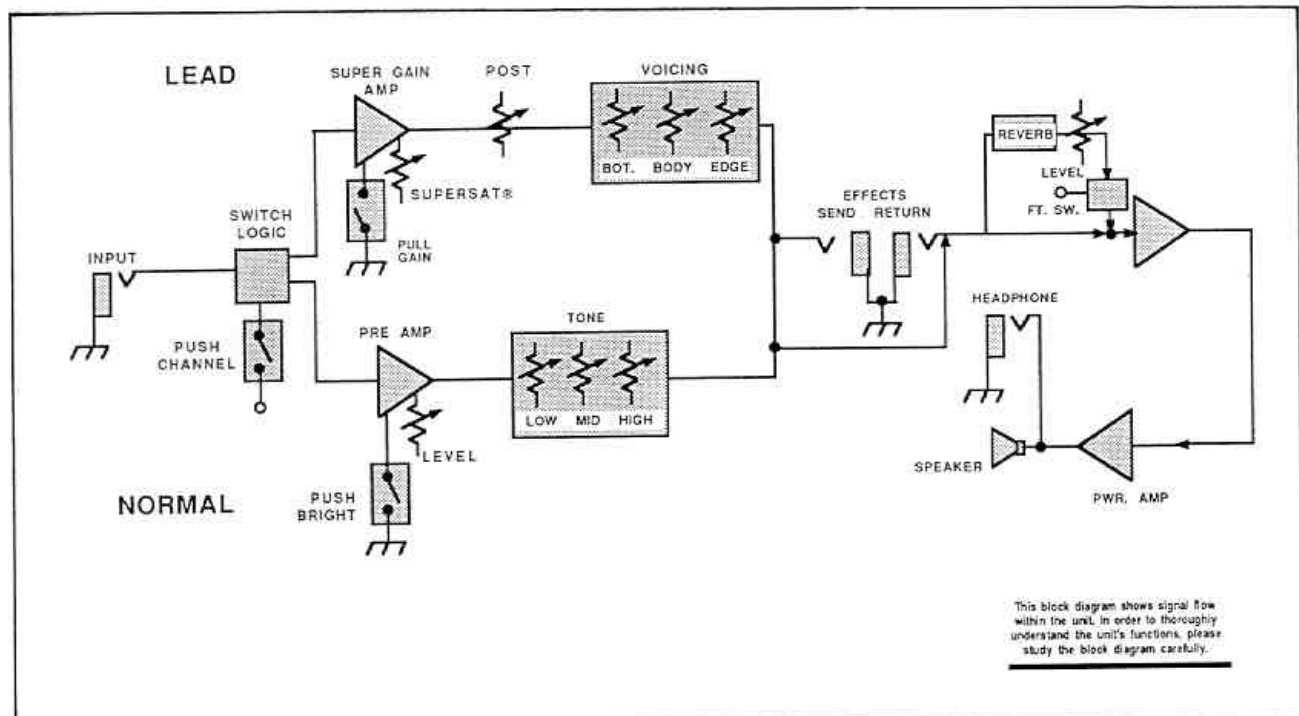 LEAD
SUPER GAIN
AMP
POST
VOICING
BOT. BODY EDGE
SUPERSAT®
PULL
GAIN
SWITCH
LOGIC
INPUT
PUSH
CHANNEL
PRE AMP
TONE
LOW MID HIGH
LEVEL
PUSH
BRIGHT
NORMAL
EFFECTS
SEND RETURN
REVERB
LEVEL
FT. SW.
HEADPHONE
SPEAKER
PWR. AMP
This block diagram shows signal flow
within the unit. In order to thoroughly
understand the unit's functions, please
study the block diagram carefully.